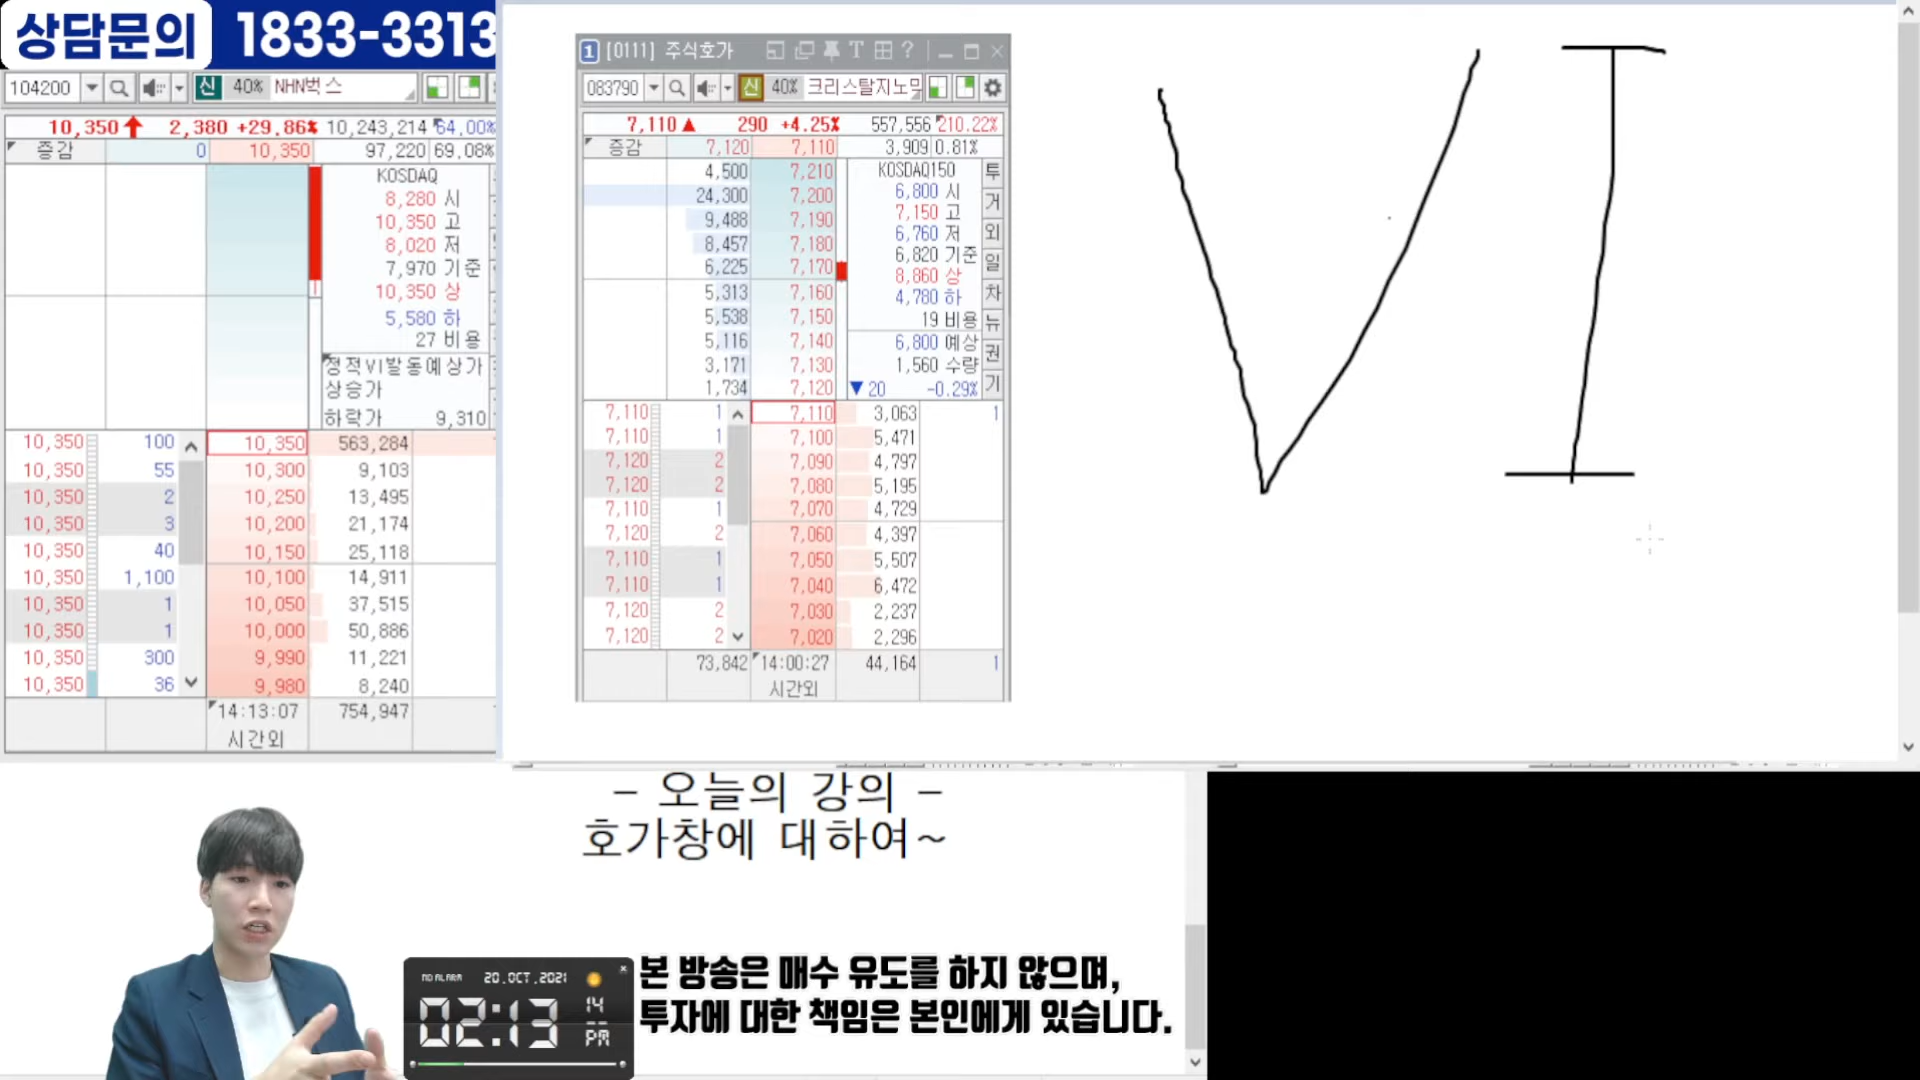 상담문의 1833-3313
104200 신 40% NHN벅스
10,350 2,380 +29.86% 10,243,214 64.00%
증감 0 10,350 97,220 69.08%
KOSDAQ
8,280 시
10,350 고
8,020 저
7,970 기준
10,350 상
5,580 하
27 비용
정적VI발동예상가
상승가
하락가 9,310
10,350 100 10,350 563,284
10,350 55 10,300 9,103
10,350 2 10,250 13,495
10,350 3 10,200 21,174
10,350 40 10,150 25,118
10,350 1,100 10,100 14,911
10,350 1 10,050 37,515
10,350 1 10,000 50,886
10,350 300 9,990 11,221
10,350 36 9,980 8,240
14:13:07 754,947
시간외
1 [0111] 주식호가
083790 신 40% 크리스탈지노믹
7,110 ▲ 290 +4.25% 557,556 210.22%
증감 7,120 7,110 3,909 0.81%
4,500 7,210
24,300 7,200
9,488 7,190
8,457 7,180
6,225 7,170
5,313 7,160
5,538 7,150
5,116 7,140
3,171 7,130
1,734 7,120
KOSDAQ150
6,800 시
7,150 고
6,760 저
6,820 기준
8,860 상
4,780 하
19 비용
6,800 예상
1,560 수량
▼ 20 -0.29%
투
거
외
일
차
뉴
권
기
7,110 1 7,110 3,063 1
7,110 1 7,100 5,471
7,120 2 7,090 4,797
7,120 2 7,080 5,195
7,110 1 7,070 4,729
7,120 2 7,060 4,397
7,110 1 7,050 5,507
7,110 1 7,040 6,472
7,120 2 7,030 2,237
7,120 2 7,020 2,296
73,842 14:00:27 44,164 1
시간외
VI
- 오늘의 강의 -
호가창에 대하여~
NO ALARM 20.OCT.2021
02:13 14 PM
본 방송은 매수 유도를 하지 않으며,
투자에 대한 책임은 본인에게 있습니다.